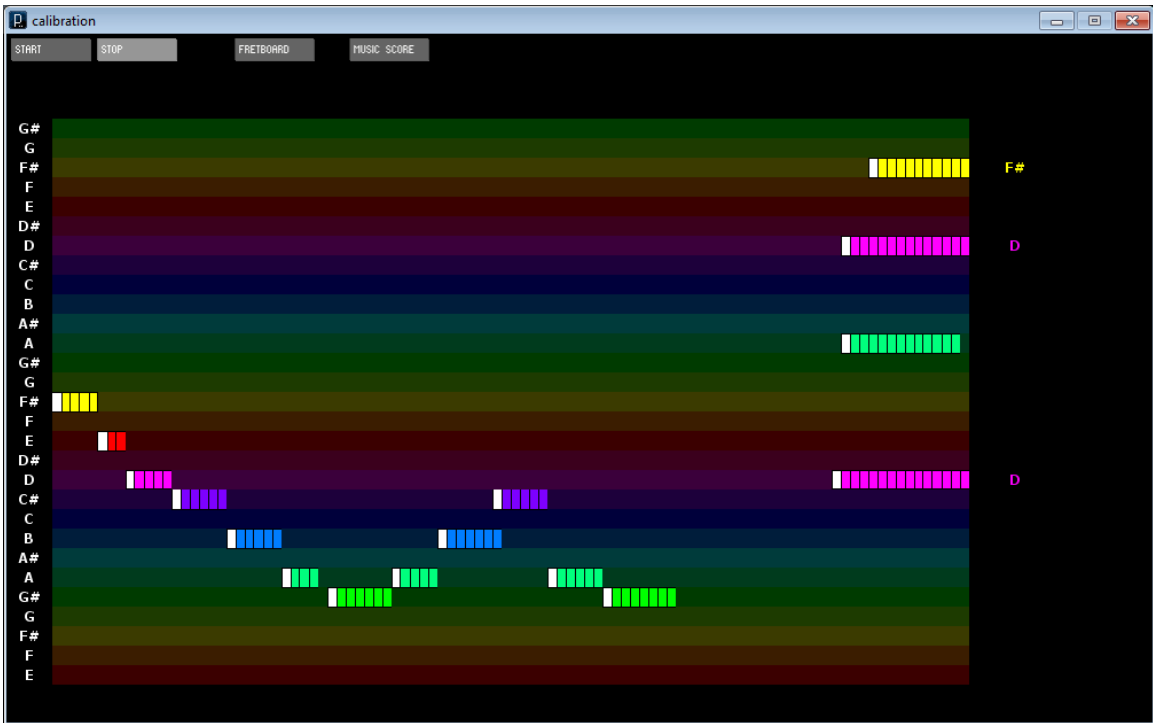 calibration
START STOP FRETBOARD MUSIC SCORE
G#
G
F# F#
F
E
D#
D D
C#
C
B
A#
A
G#
G
F#
F
E
D#
D D
C#
C
B
A#
A
G#
G
F#
F
E